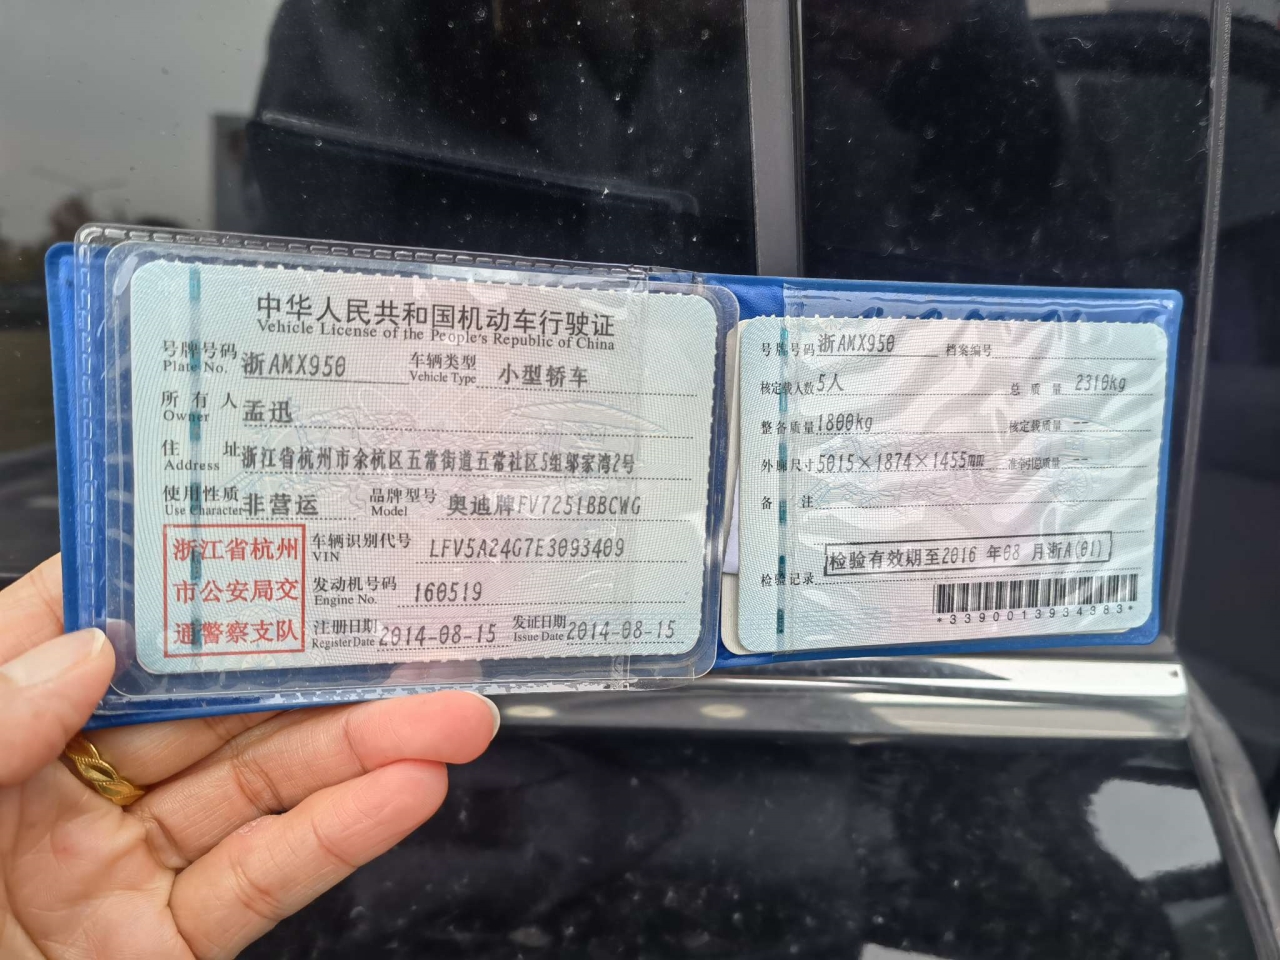 中华人民共和国机动车行驶证
Vehicle License of the People's Republic of China
号牌号码 浙AMX950 车辆类型 小型轿车
Plate No. Vehicle Type
所有人 孟迅
Owner
住址 浙江省杭州市余杭区五常街道五常社区5组邬家湾2号
Address
使用性质 非营运 品牌型号 奥迪牌FV7251BBCWG
Use Character Model
浙江省杭州市公安局交通警察支队
车辆识别代号 LFV5A24G7E3093409
VIN
发动机号码 160519
Engine No.
注册日期 2014-08-15 发证日期 2014-08-15
Register Date Issue Date
号牌号码 浙AMX950 档案编号
核定载人数 5人 总质量 2310kg
整备质量 1800kg 核定载质量 --
外廓尺寸 5015×1874×1455mm 准牵引总质量 --
备注
检验有效期至2016年08月浙A(01)
检验记录
*3390013934383*